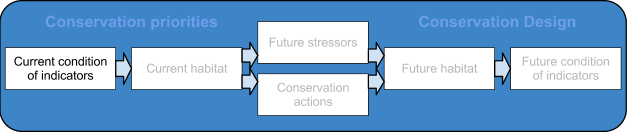 Conservation priorities
Conservation Design
Current condition
of indicators
Current habitat
Future stressors
Conservation
actions
Future habitat
Future condition
of indicators